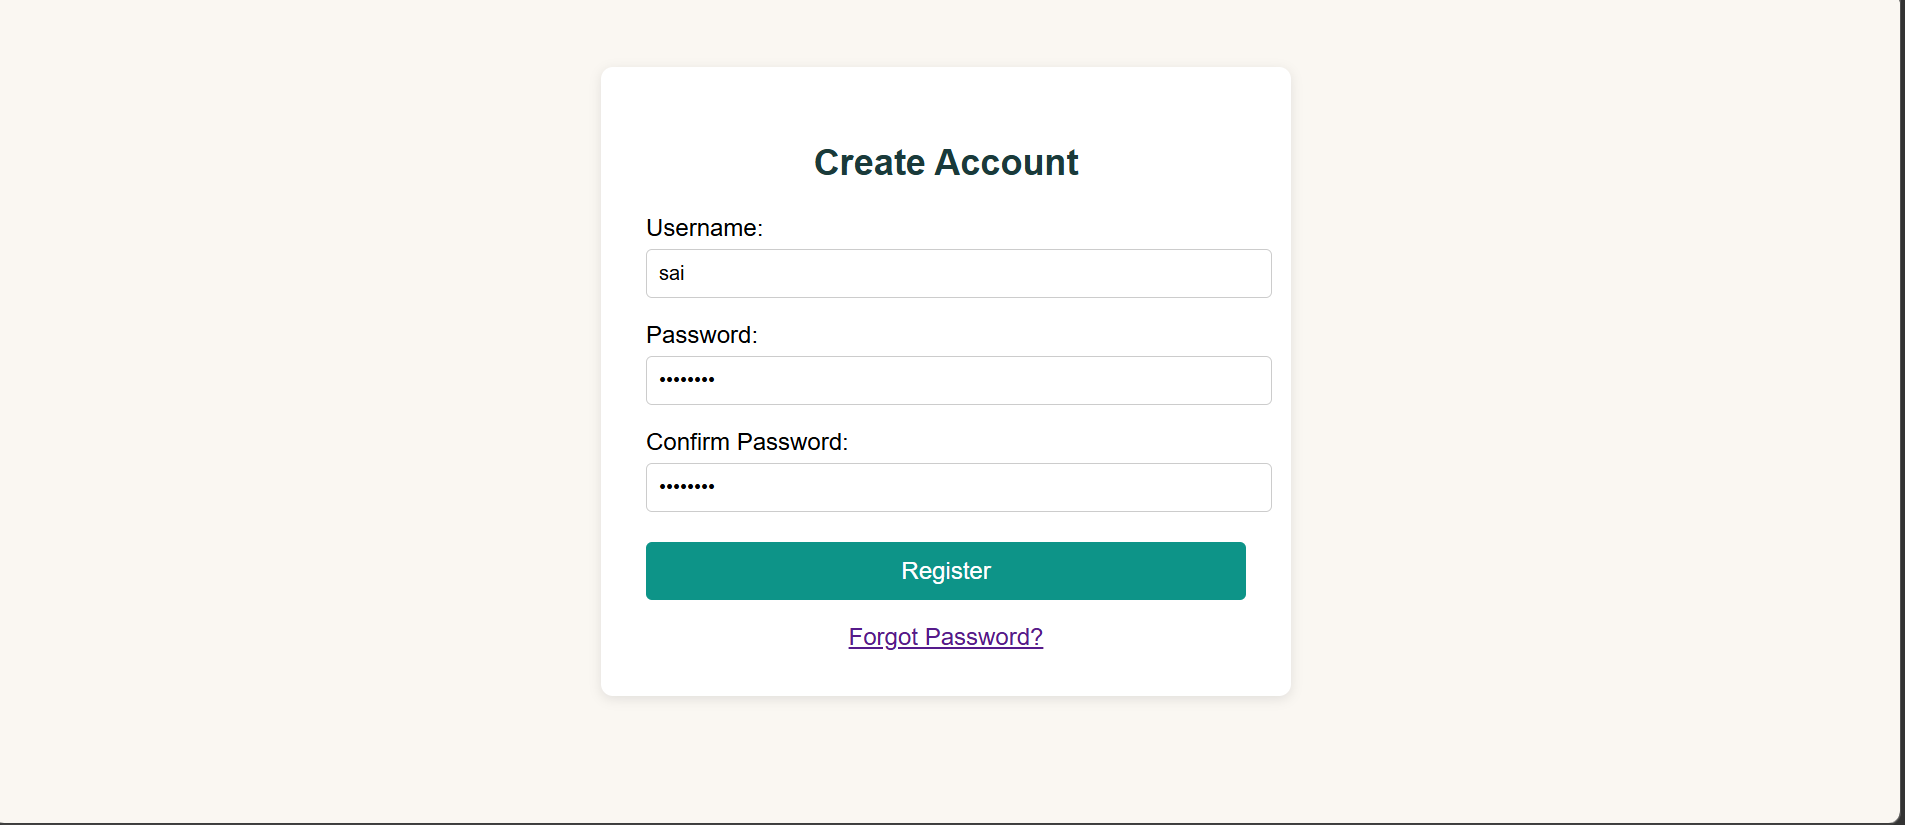 Create Account
Username:
sai
Password:
••••••••
Confirm Password:
••••••••
Register
Forgot Password?